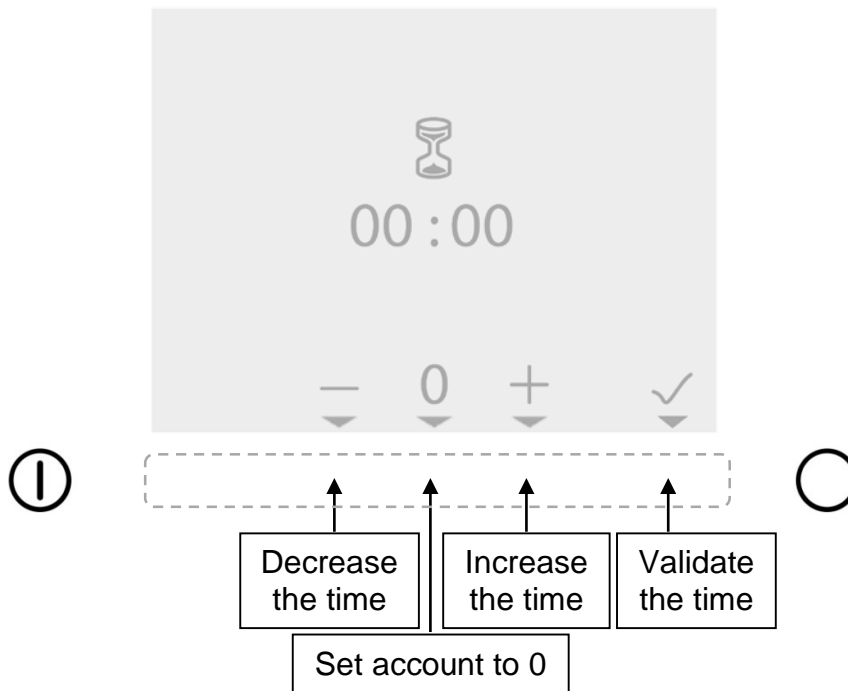 00 : 00
— 0 + ✓
Decrease
the time
Increase
the time
Validate
the time
Set account to 0